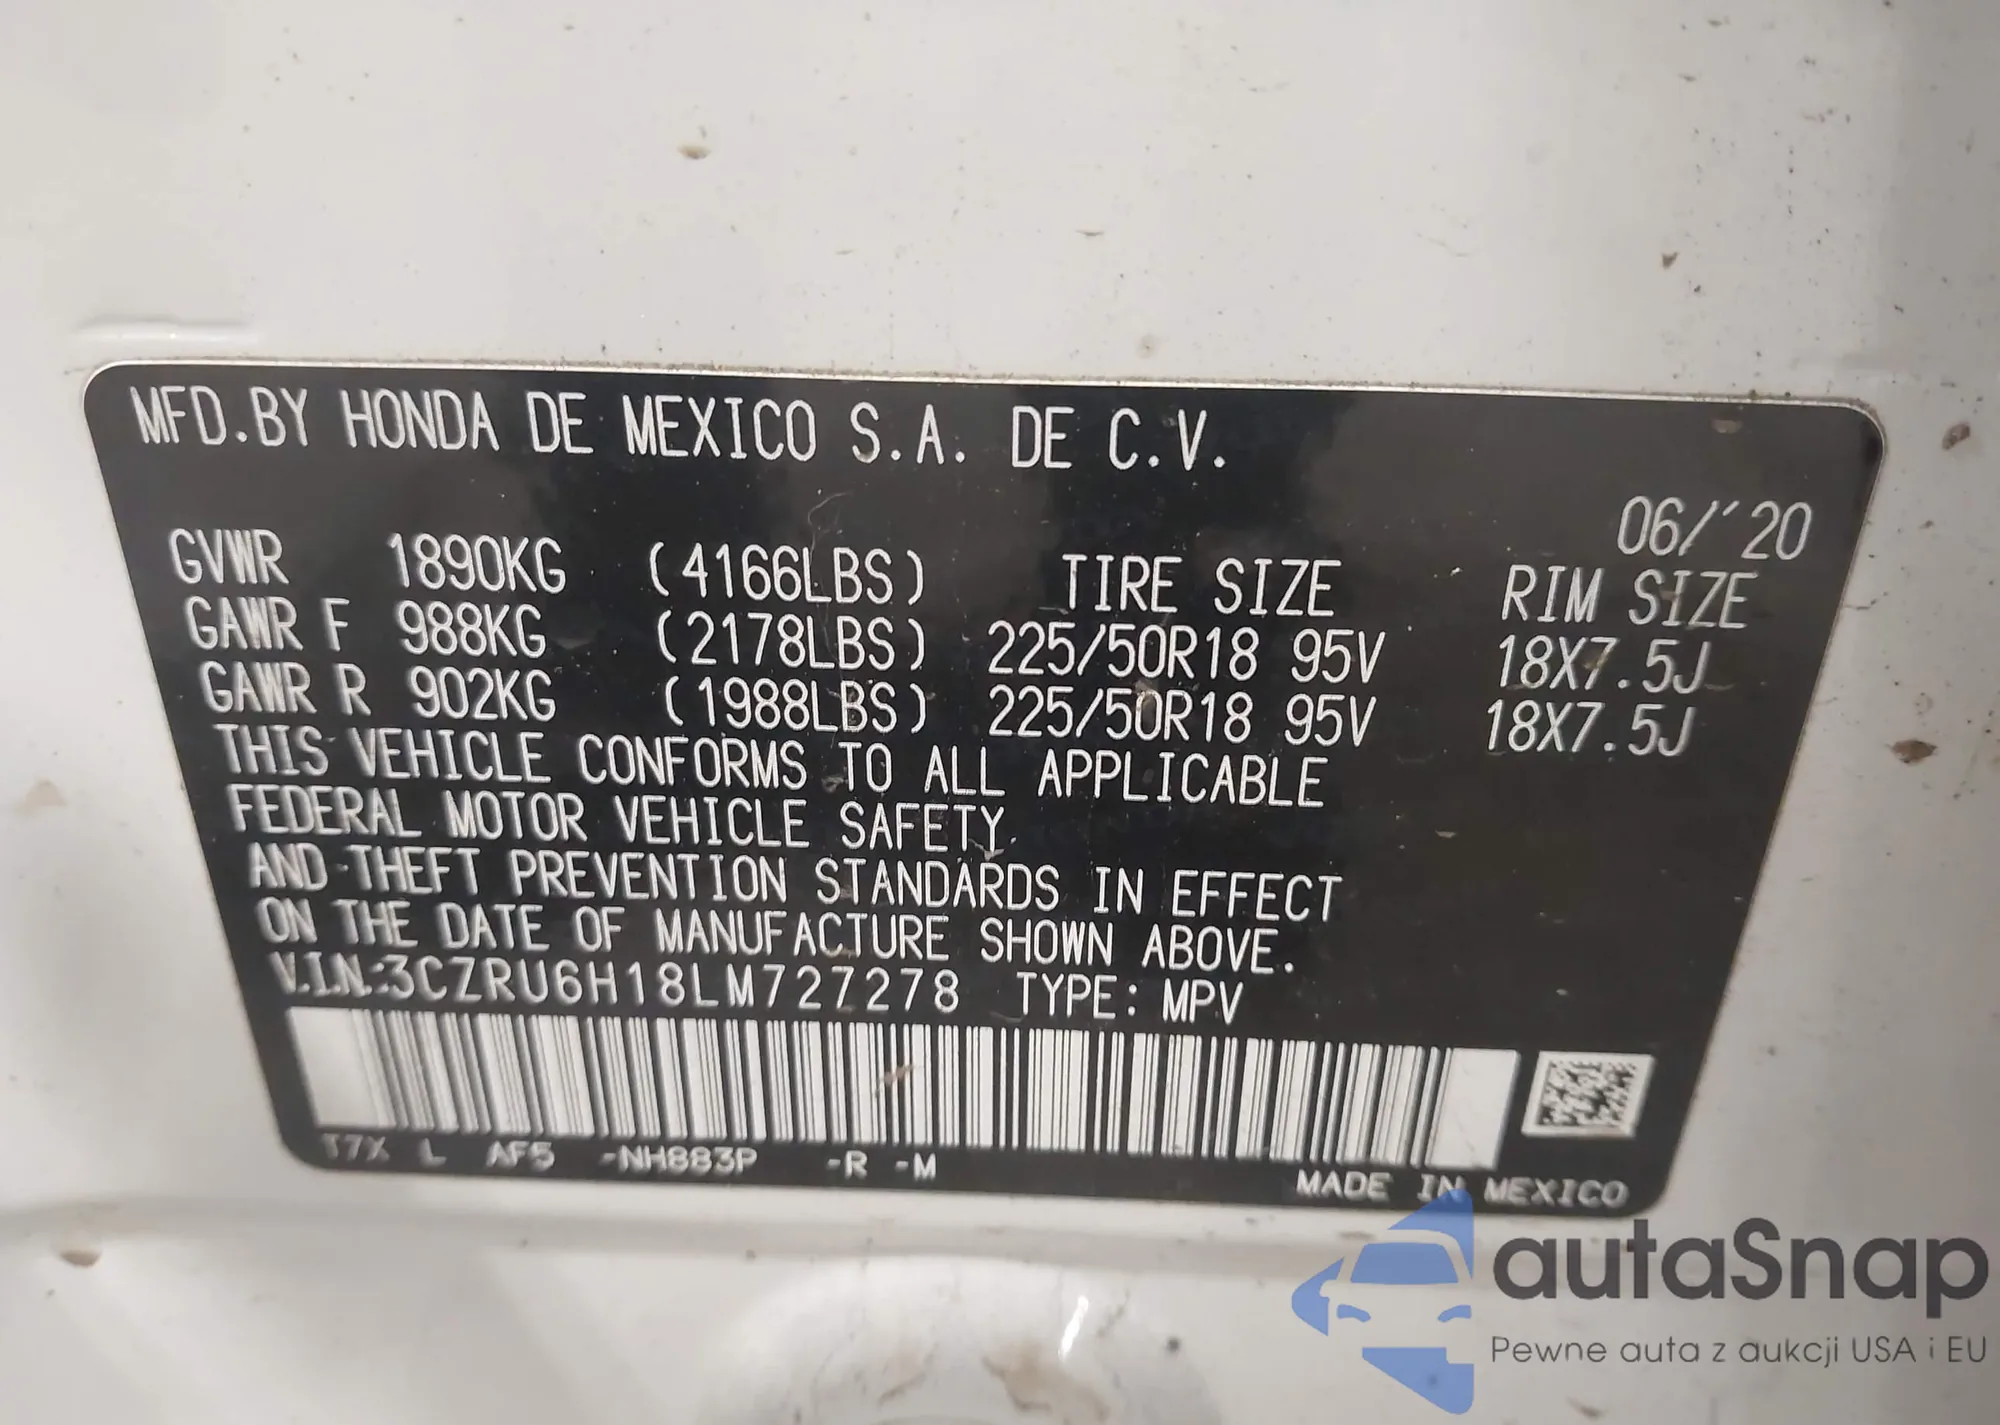 MFD.BY HONDA DE MEXICO S.A. DE C.V.
06/'20
GVWR 1890KG (4166LBS) TIRE SIZE RIM SIZE
GAWR F 988KG (2178LBS) 225/50R18 95V 18X7.5J
GAWR R 902KG (1988LBS) 225/50R18 95V 18X7.5J
THIS VEHICLE CONFORMS TO ALL APPLICABLE
FEDERAL MOTOR VEHICLE SAFETY
AND THEFT PREVENTION STANDARDS IN EFFECT
ON THE DATE OF MANUFACTURE SHOWN ABOVE.
V.I.N.:3CZRU6H18LM727278 TYPE: MPV
T7X L AF5 -NH883P -R -M
MADE IN MEXICO
autaSnap
Pewne auta z aukcji USA i EU